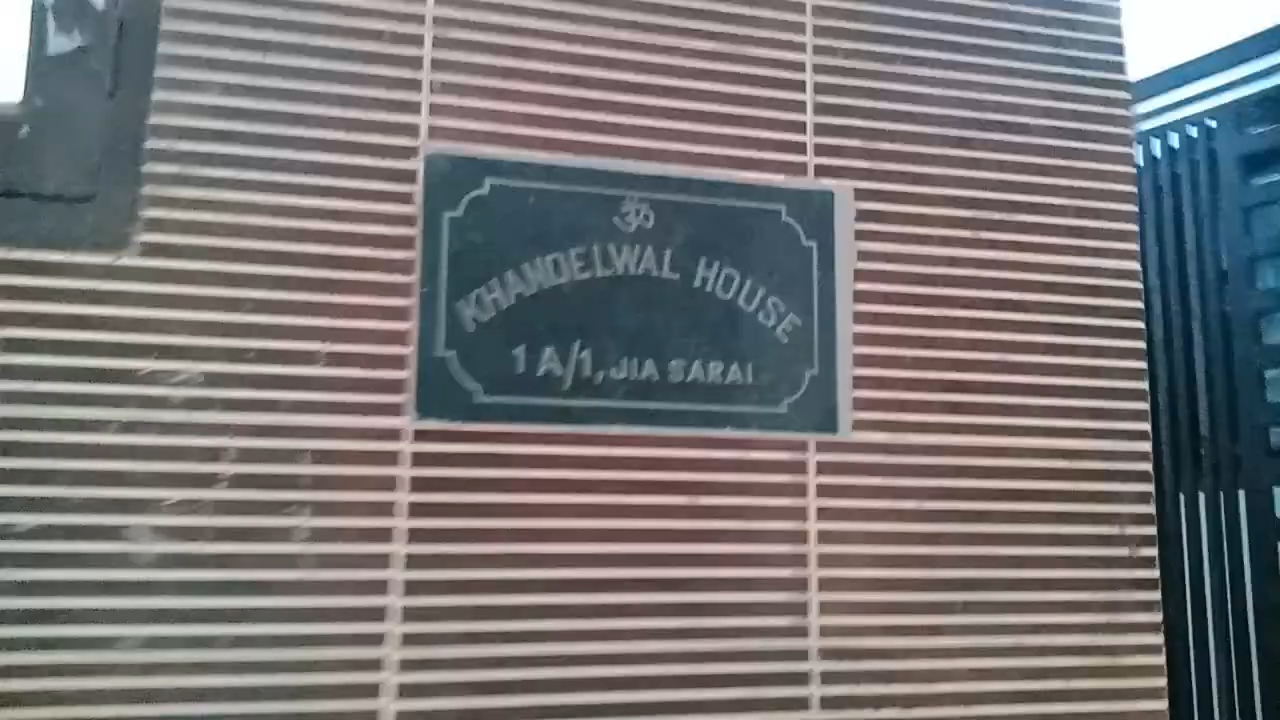 ॐ
KHANDELWAL HOUSE
1 A/1, JIA SARAI